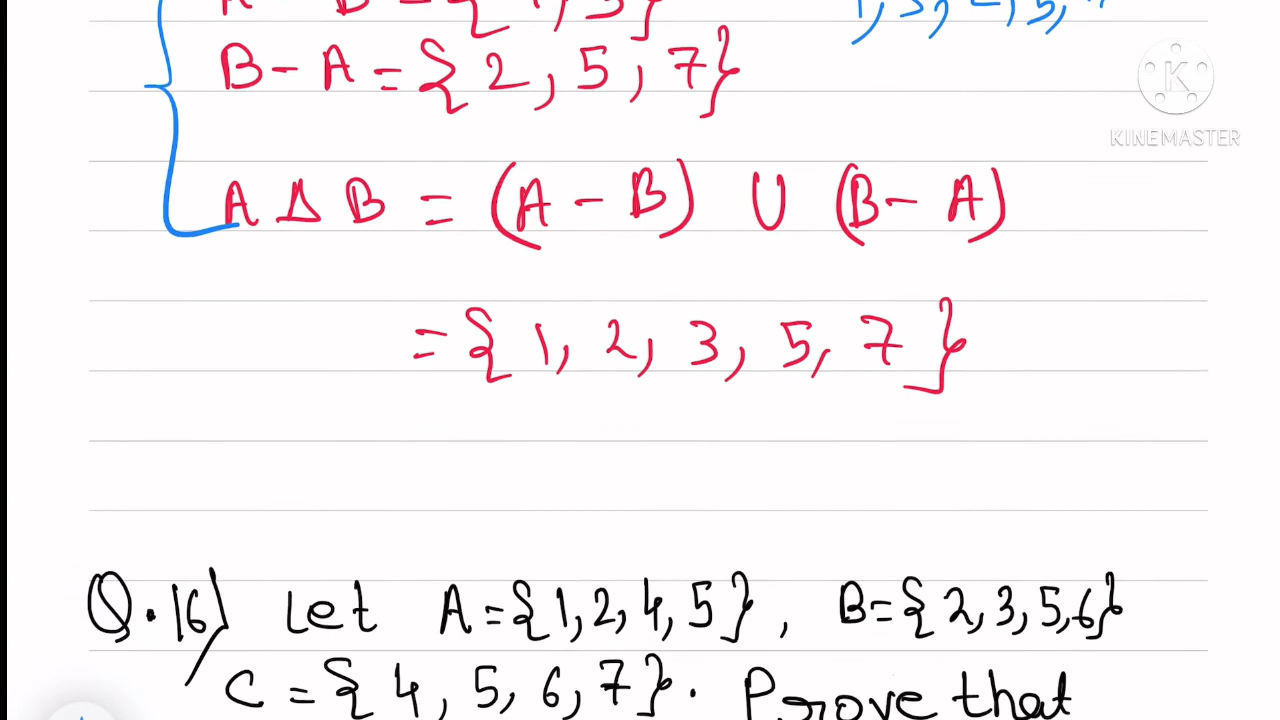 B - A = {2, 5, 7}
KINEMASTER
A Δ B = (A - B) ∪ (B - A)
= {1, 2, 3, 5, 7}
Q.16) Let A = {1, 2, 4, 5}, B = {2, 3, 5, 6}
C = {4, 5, 6, 7}. Prove that